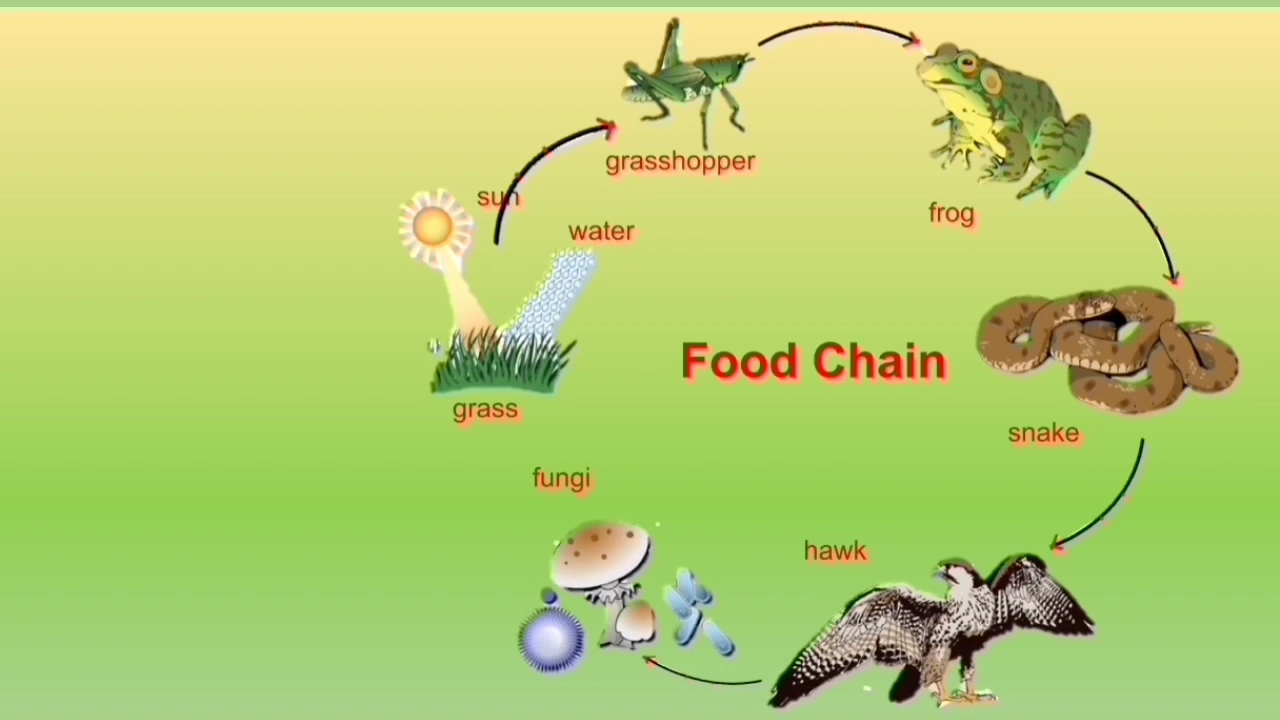 grasshopper
sun
frog
water
Food Chain
grass
snake
fungi
hawk